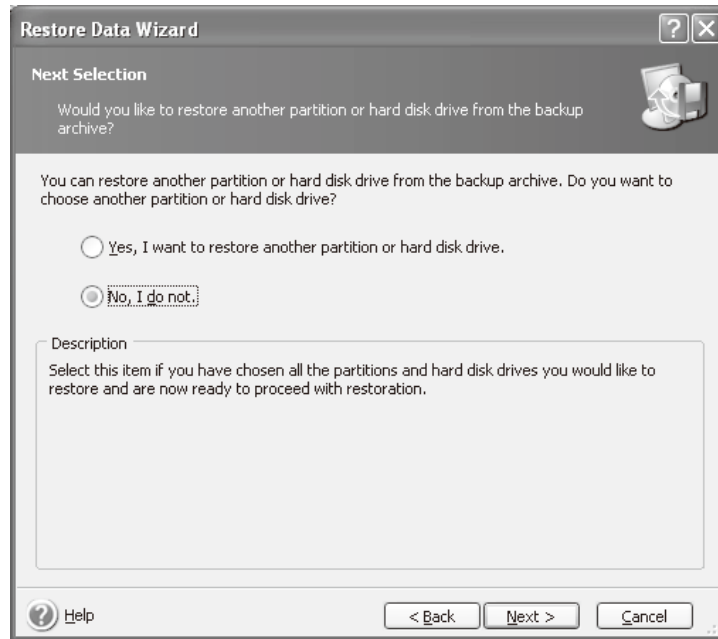 Restore Data Wizard
Next Selection
Would you like to restore another partition or hard disk drive from the backup
archive?
You can restore another partition or hard disk drive from the backup archive. Do you want to
choose another partition or hard disk drive?
Yes, I want to restore another partition or hard disk drive.
No, I do not.
Description
Select this item if you have chosen all the partitions and hard disk drives you would like to
restore and are now ready to proceed with restoration.
Help
< Back
Next >
Cancel